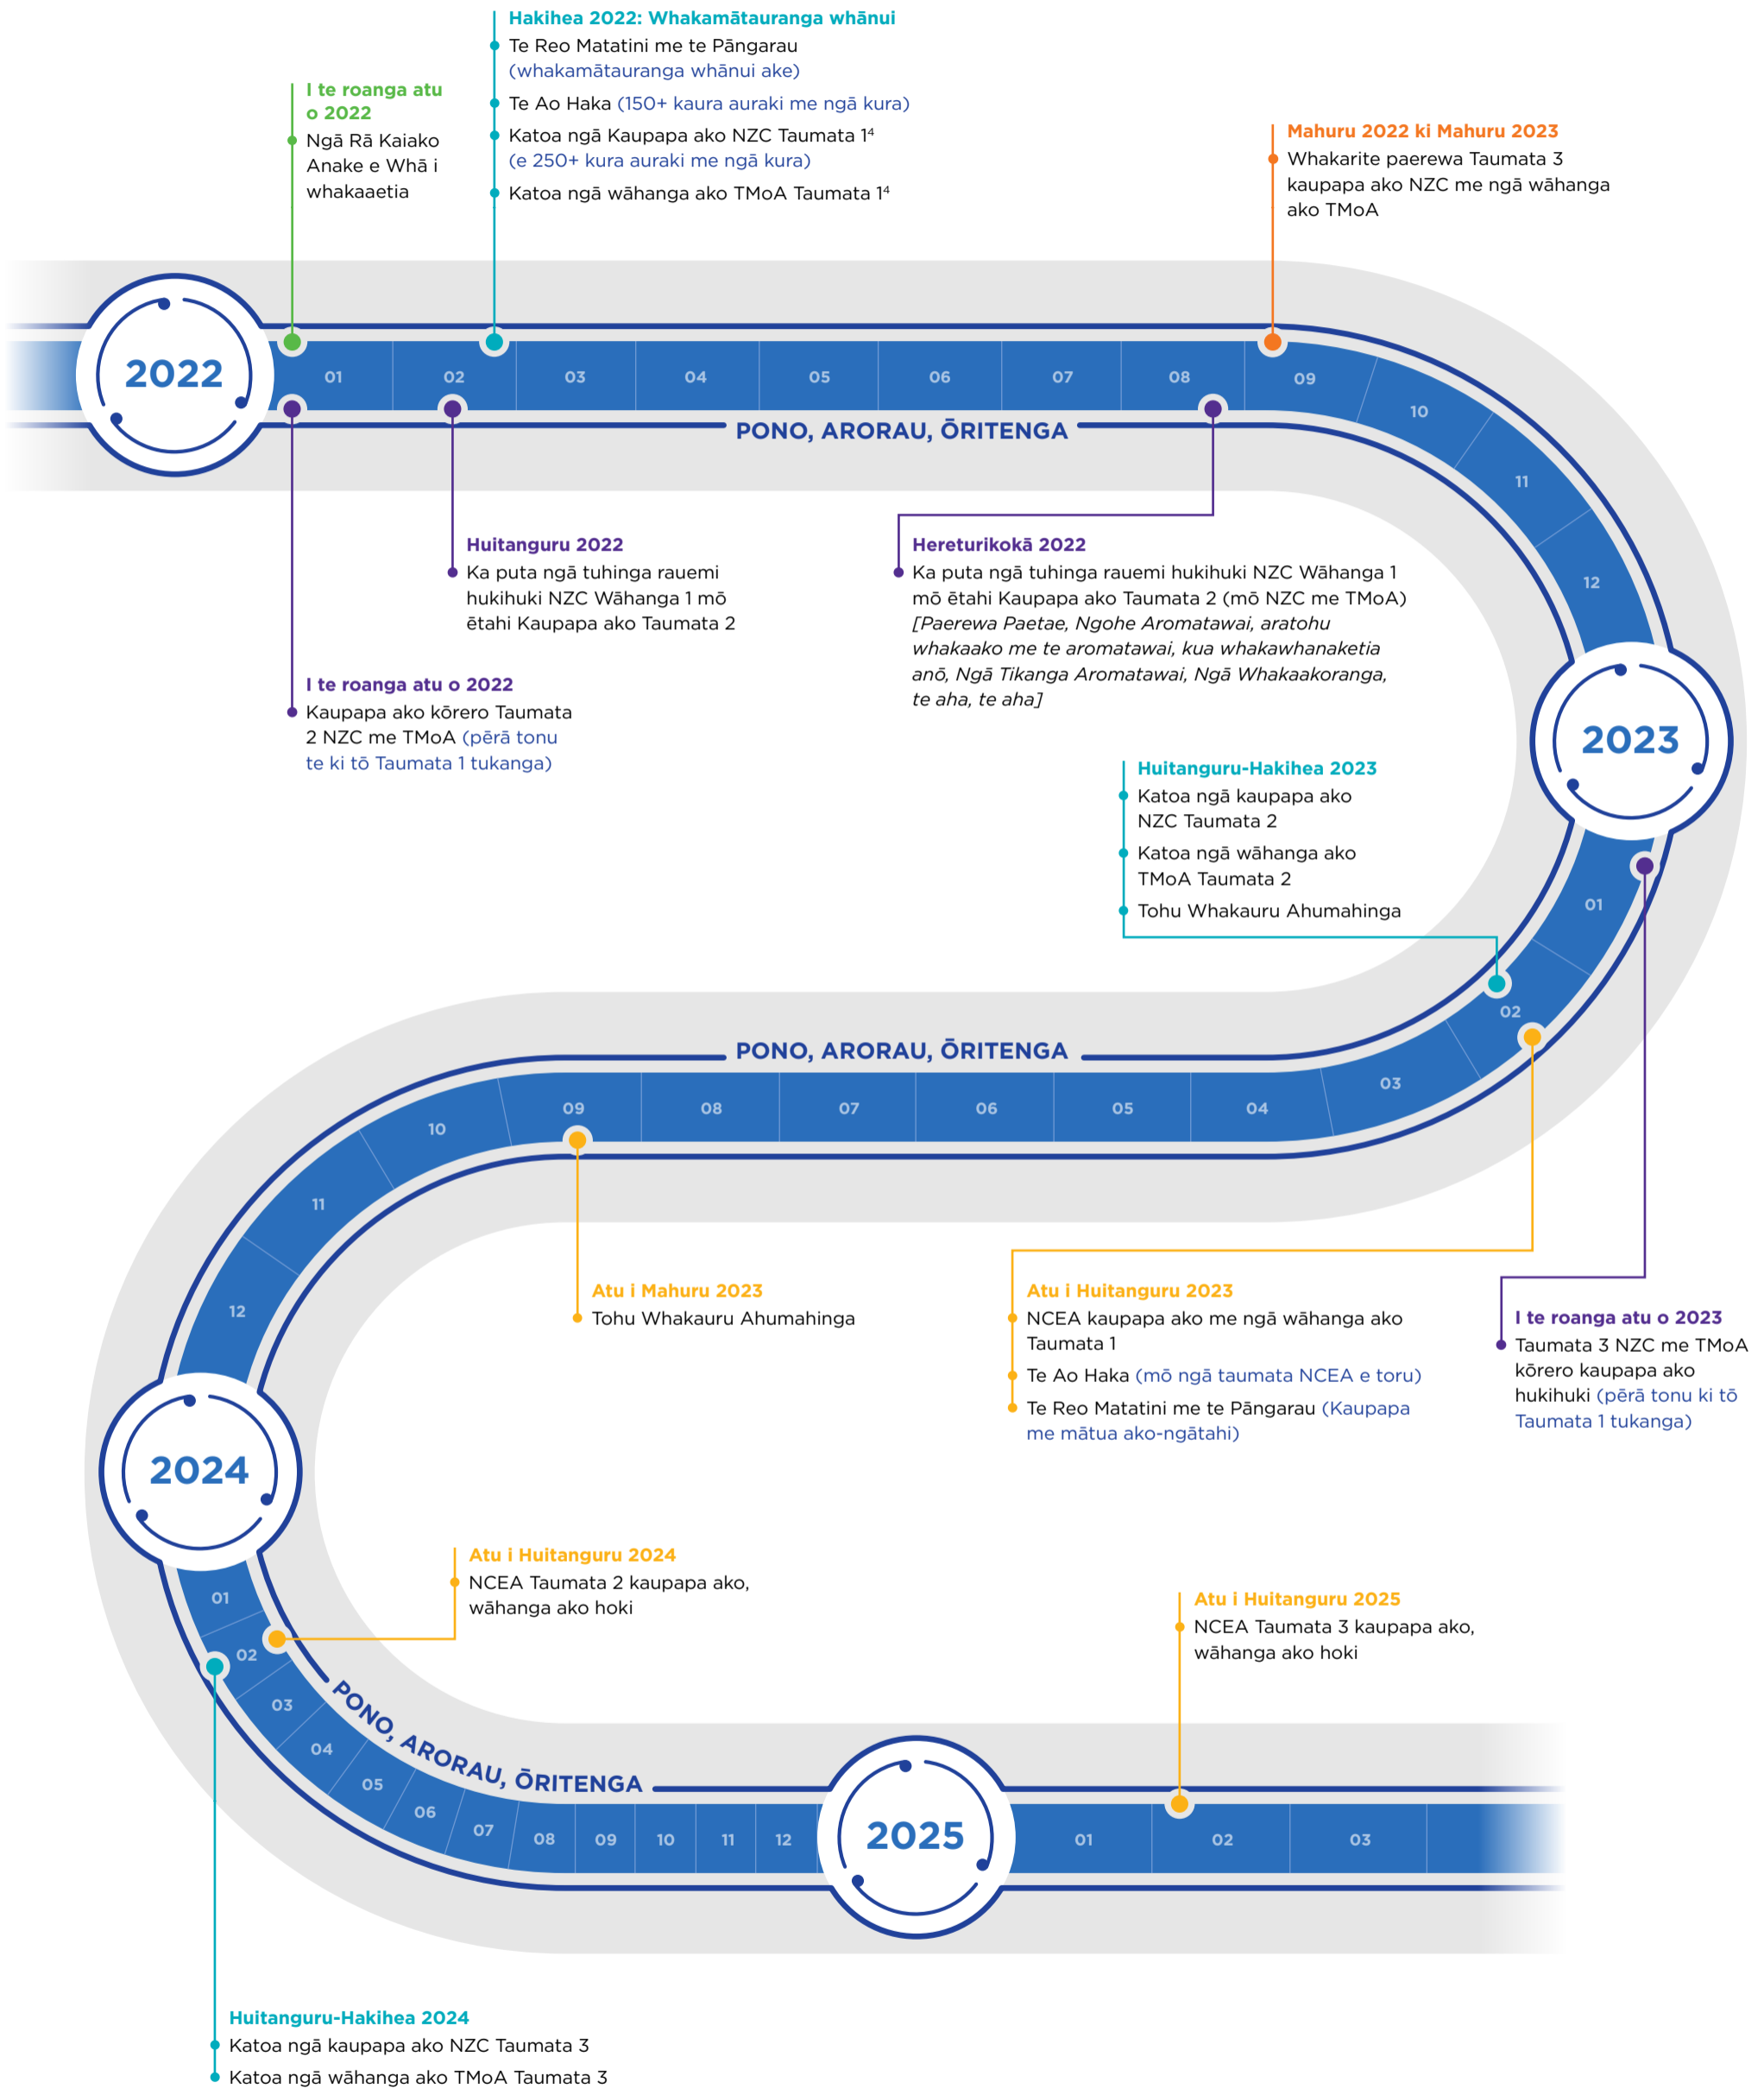 Hakihea 2022: Whakamātauranga whānui
Te Reo Matatini me te Pāngarau
(whakamātauranga whānui ake)
Te Ao Haka (150+ kaura auraki me ngā kura)
Katoa ngā Kaupapa ako NZC Taumata 1⁴
(e 250+ kura auraki me ngā kura)
Katoa ngā wāhanga ako TMoA Taumata 1⁴
I te roanga atu
o 2022
Ngā Rā Kaiako
Anake e Whā i
whakaaetia
Mahuru 2022 ki Mahuru 2023
Whakarite paerewa Taumata 3
kaupapa ako NZC me ngā wāhanga
ako TMoA
2022
01
02
03
04
05
06
07
08
09
10
11
12
PONO, ARORAU, ŌRITENGA
Huitanguru 2022
Ka puta ngā tuhinga rauemi
hukihuki NZC Wāhanga 1 mō
ētahi Kaupapa ako Taumata 2
Hereturikokā 2022
Ka puta ngā tuhinga rauemi hukihuki NZC Wāhanga 1
mō ētahi Kaupapa ako Taumata 2 (mō NZC me TMoA)
[Paerewa Paetae, Ngohe Aromatawai, aratohu
whakaako me te aromatawai, kua whakawhanaketia
anō, Ngā Tikanga Aromatawai, Ngā Whakaakoranga,
te aha, te aha]
I te roanga atu o 2022
Kaupapa ako kōrero Taumata
2 NZC me TMoA (pērā tonu
te ki tō Taumata 1 tukanga)
2023
Huitanguru-Hakihea 2023
Katoa ngā kaupapa ako
NZC Taumata 2
Katoa ngā wāhanga ako
TMoA Taumata 2
Tohu Whakauru Ahumahinga
01
02
03
04
05
06
07
08
09
10
11
12
PONO, ARORAU, ŌRITENGA
Atu i Mahuru 2023
Tohu Whakauru Ahumahinga
Atu i Huitanguru 2023
NCEA kaupapa ako me ngā wāhanga ako
Taumata 1
Te Ao Haka (mō ngā taumata NCEA e toru)
Te Reo Matatini me te Pāngarau (Kaupapa
me mātua ako-ngātahi)
I te roanga atu o 2023
Taumata 3 NZC me TMoA
kōrero kaupapa ako
hukihuki (pērā tonu ki tō
Taumata 1 tukanga)
2024
Atu i Huitanguru 2024
NCEA Taumata 2 kaupapa ako,
wāhanga ako hoki
Atu i Huitanguru 2025
NCEA Taumata 3 kaupapa ako,
wāhanga ako hoki
01
02
03
04
05
06
07
08
09
10
11
12
PONO, ARORAU, ŌRITENGA
2025
01
02
03
Huitanguru-Hakihea 2024
Katoa ngā kaupapa ako NZC Taumata 3
Katoa ngā wāhanga ako TMoA Taumata 3